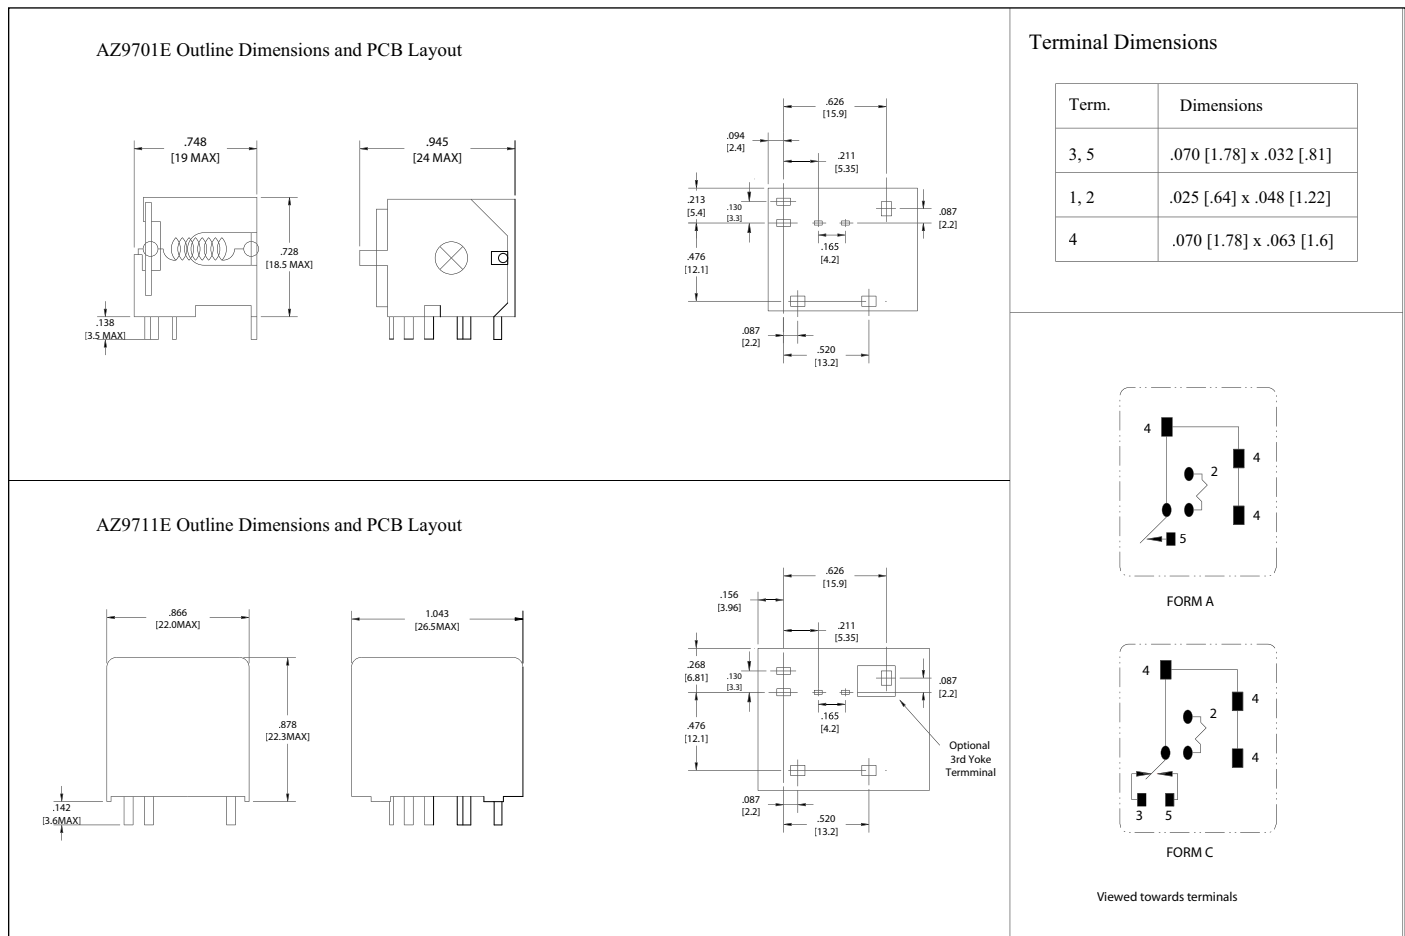 AZ9701E Outline Dimensions and PCB Layout
.748
[19 MAX]
.945
[24 MAX]
.728
[18.5 MAX]
.138
[3.5 MAX]
.626
[15.9]
.094
[2.4]
.211
[5.35]
.213
[5.4]
.130
[3.3]
.087
[2.2]
.165
[4.2]
.476
[12.1]
.087
[2.2]
.520
[13.2]
AZ9711E Outline Dimensions and PCB Layout
.866
[22.0MAX]
1.043
[26.5MAX]
.878
[22.3MAX]
.142
[3.6MAX]
.626
[15.9]
.156
[3.96]
.211
[5.35]
.268
[6.81]
.130
[3.3]
.087
[2.2]
.165
[4.2]
.476
[12.1]
Optional
3rd Yoke
Termminal
.087
[2.2]
.520
[13.2]
Terminal Dimensions
Term. Dimensions
3, 5 .070 [1.78] x .032 [.81]
1, 2 .025 [.64] x .048 [1.22]
4 .070 [1.78] x .063 [1.6]
4
4
2
4
5
FORM A
4
4
2
4
3 5
FORM C
Viewed towards terminals